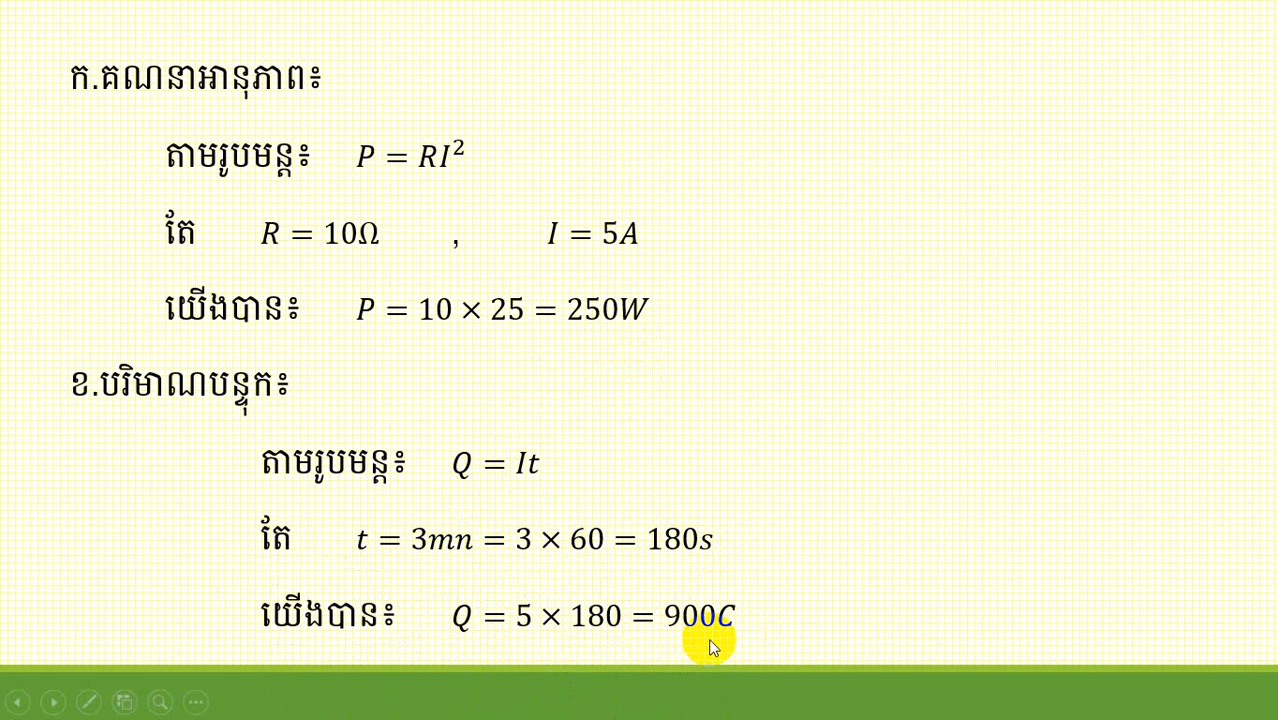 ក.គណនាអានុភាព៖
តាមរូបមន្ត៖ P = RI²
តែ R = 10Ω , I = 5A
យើងបាន៖ P = 10 × 25 = 250W
ខ.បរិមាណបន្ទុក៖
តាមរូបមន្ត៖ Q = It
តែ t = 3mn = 3 × 60 = 180s
យើងបាន៖ Q = 5 × 180 = 900C